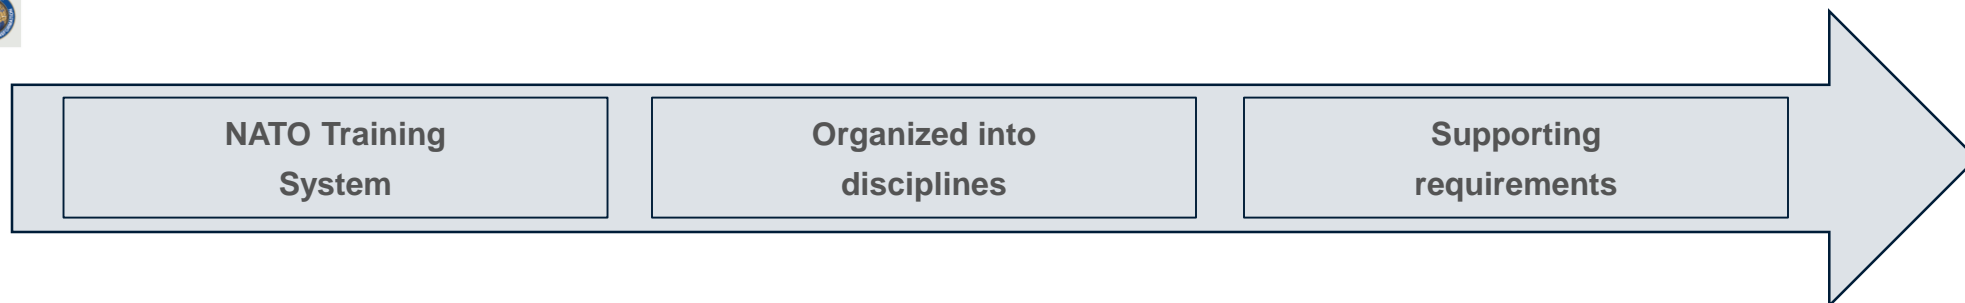 NATO Training
System
Organized into
disciplines
Supporting
requirements